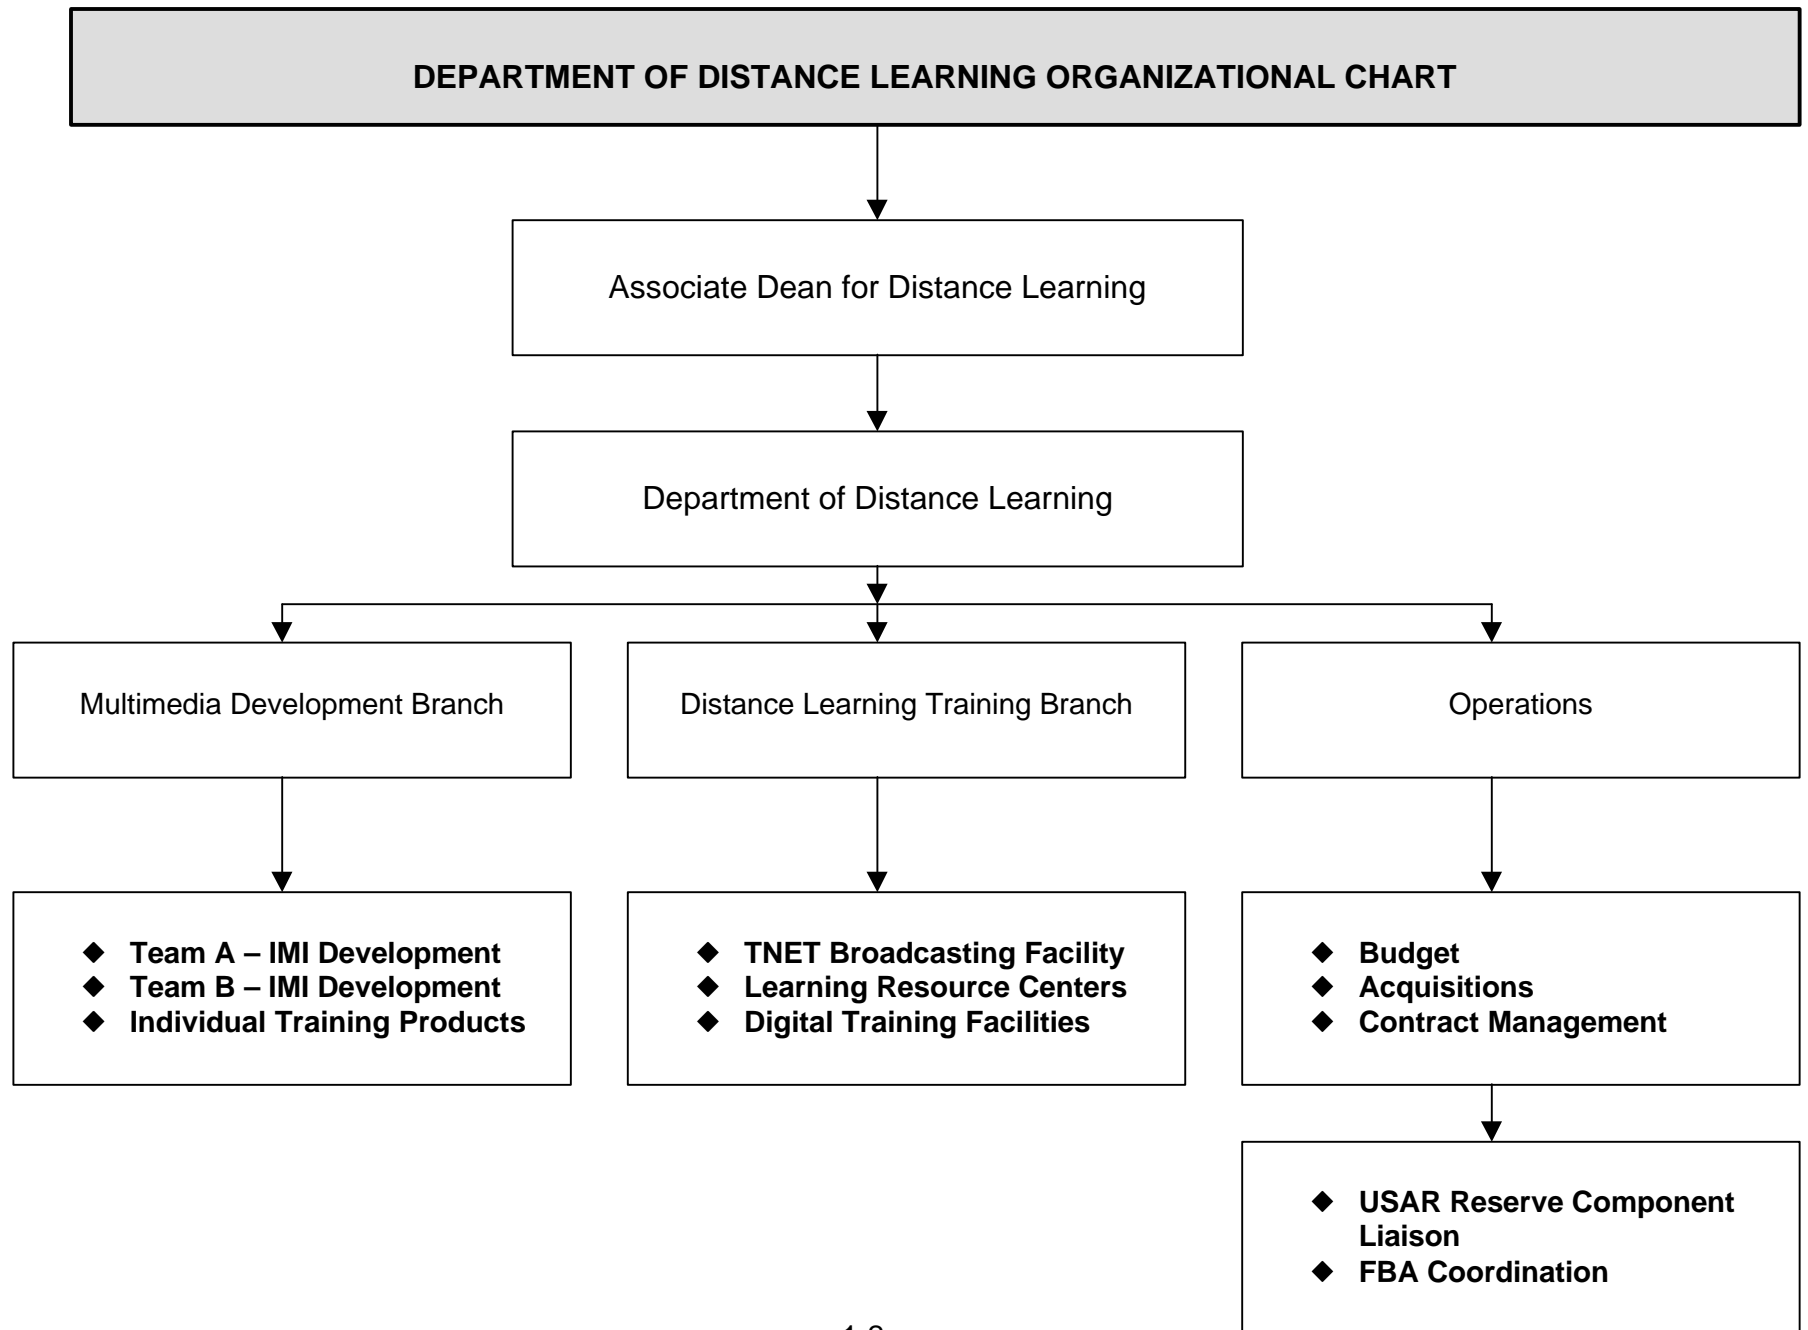 DEPARTMENT OF DISTANCE LEARNING ORGANIZATIONAL CHART
Associate Dean for Distance Learning
Department of Distance Learning
Multimedia Development Branch
Distance Learning Training Branch
Operations
◆ Team A – IMI Development
◆ Team B – IMI Development
◆ Individual Training Products
◆ TNET Broadcasting Facility
◆ Learning Resource Centers
◆ Digital Training Facilities
◆ Budget
◆ Acquisitions
◆ Contract Management
◆ USAR Reserve Component
Liaison
◆ FBA Coordination